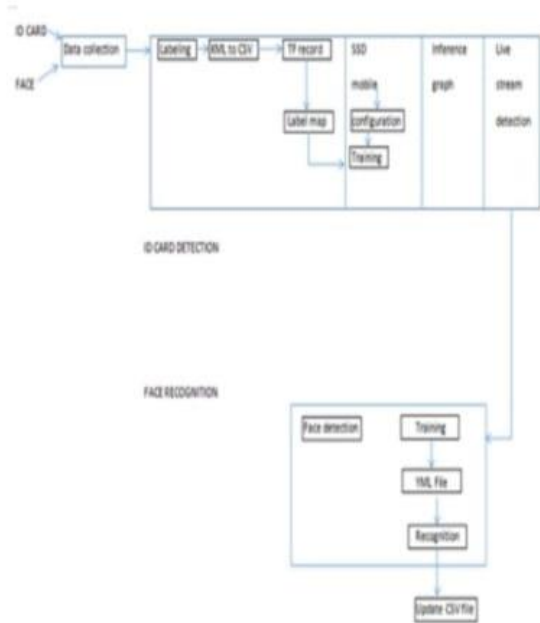 ID CARD
FACE
Data collection
Labeling
XML to CSV
TF record
Label map
SSD
mobile
configuration
Training
Inference
graph
Live
stream
detection
ID CARD DETECTION
FACE RECOGNITION
Face detection
Training
YML File
Recognition
Update CSV file